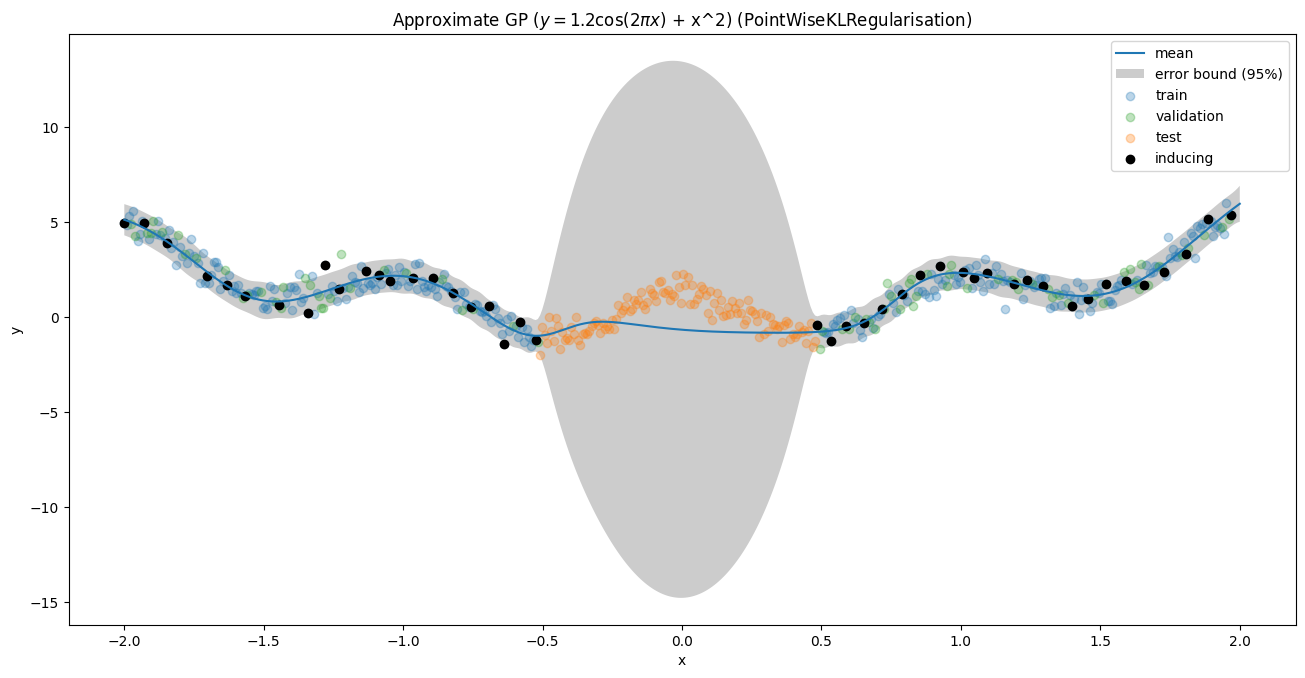 Approximate GP (y = 1.2cos(2πx) + x^2) (PointWiseKLRegularisation)
mean
error bound (95%)
train
validation
test
inducing
10
5
0
−5
−10
−15
y
−2.0 −1.5 −1.0 −0.5 0.0 0.5 1.0 1.5 2.0
x